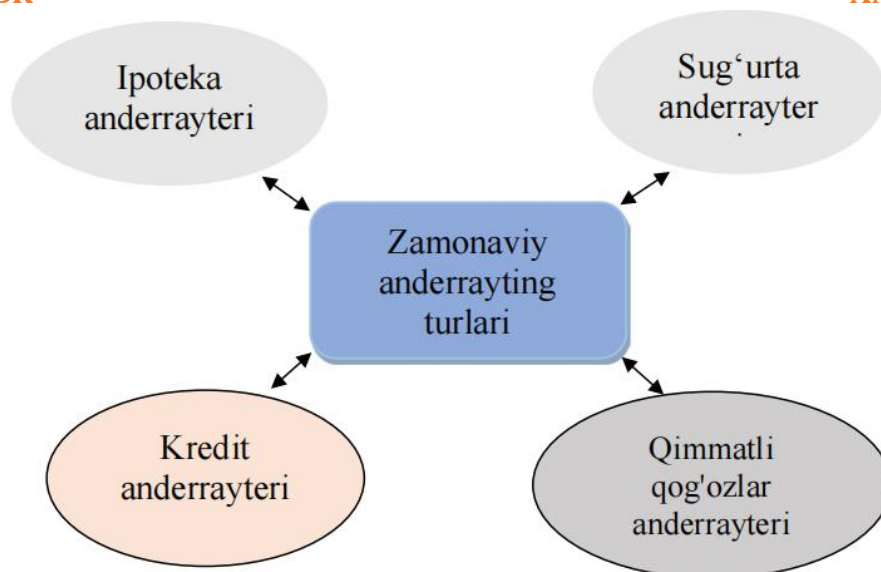 Ipoteka
anderrayteri
Sug‘urta
anderrayter
Zamonaviy
anderrayting
turlari
Kredit
anderrayteri
Qimmatli
qog'ozlar
anderrayteri